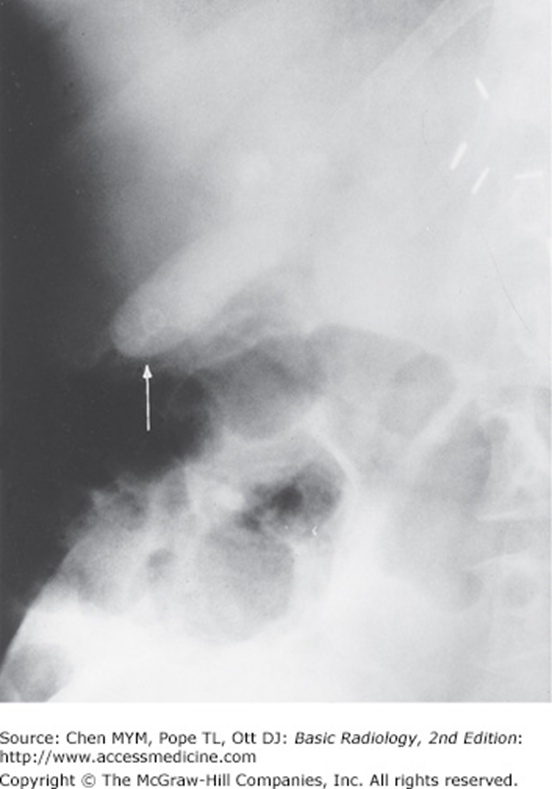 Source: Chen MYM, Pope TL, Ott DJ: Basic Radiology, 2nd Edition:
http://www.accessmedicine.com
Copyright © The McGraw-Hill Companies, Inc. All rights reserved.